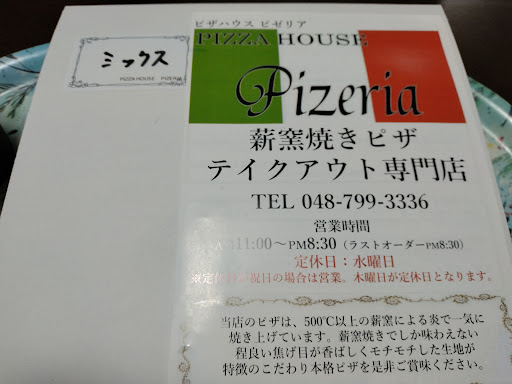 ミックス
PIZZA HOUSE PIZERIA
ピザハウス ピゼリア
PIZZA HOUSE
Pizeria
薪窯焼きピザ
テイクアウト専門店
TEL 048-799-3336
営業時間
11:00〜PM8:30（ラストオーダーPM8:30）
定休日：水曜日
※定休日が祝日の場合は営業。木曜日が定休日となります。
当店のピザは、500℃以上の薪窯による炎で一気に
焼き上げています。薪窯焼きでしか味わえない
程良い焦げ目が香ばしくモチモチした生地が
特徴のこだわり本格ピザを是非ご賞味ください。